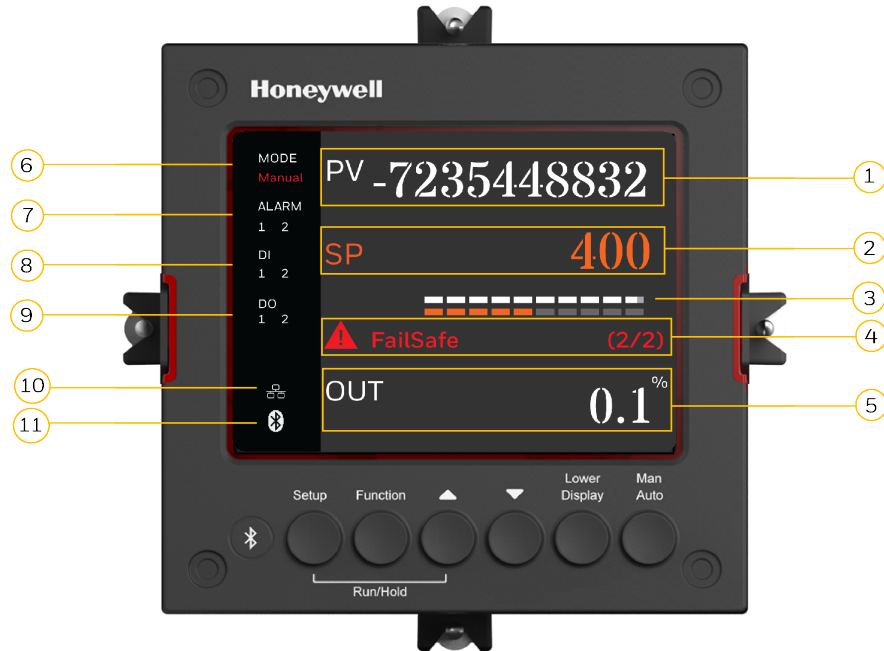 Honeywell
MODE
Manual
ALARM
1 2
DI
1 2
DO
1 2
PV -7235448832
SP 400
FailSafe (2/2)
OUT 0.1%
6
7
8
9
10
11
1
2
3
4
5
Setup
Function
Lower
Display
Man
Auto
Run/Hold